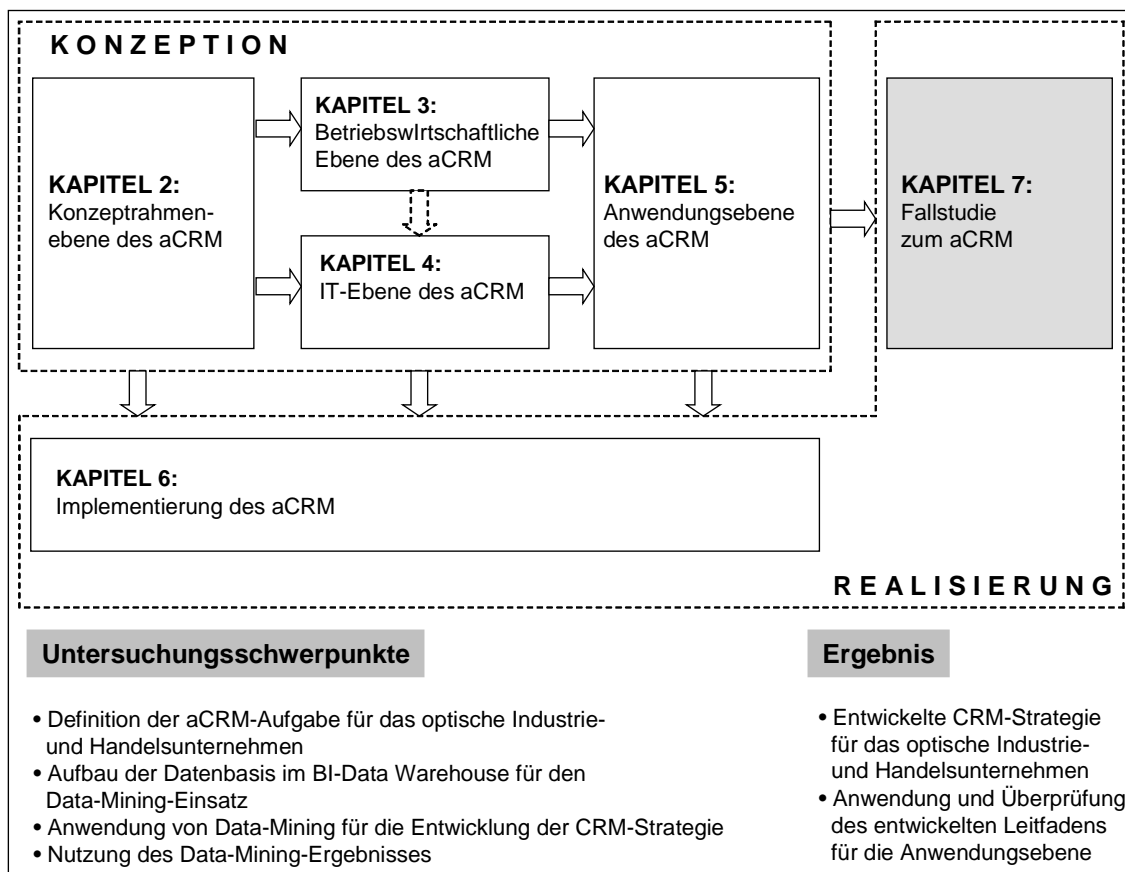 KONZEPTION
KAPITEL 2:
Konzeptrahmen-
ebene des aCRM
KAPITEL 3:
BetriebswIrtschaftliche
Ebene des aCRM
KAPITEL 4:
IT-Ebene des aCRM
KAPITEL 5:
Anwendungsebene
des aCRM
KAPITEL 7:
Fallstudie
zum aCRM
KAPITEL 6:
Implementierung des aCRM
REALISIERUNG
Untersuchungsschwerpunkte
• Definition der aCRM-Aufgabe für das optische Industrie-
und Handelsunternehmen
• Aufbau der Datenbasis im BI-Data Warehouse für den
Data-Mining-Einsatz
• Anwendung von Data-Mining für die Entwicklung der CRM-Strategie
• Nutzung des Data-Mining-Ergebnisses
Ergebnis
• Entwickelte CRM-Strategie
für das optische Industrie-
und Handelsunternehmen
• Anwendung und Überprüfung
des entwickelten Leitfadens
für die Anwendungsebene